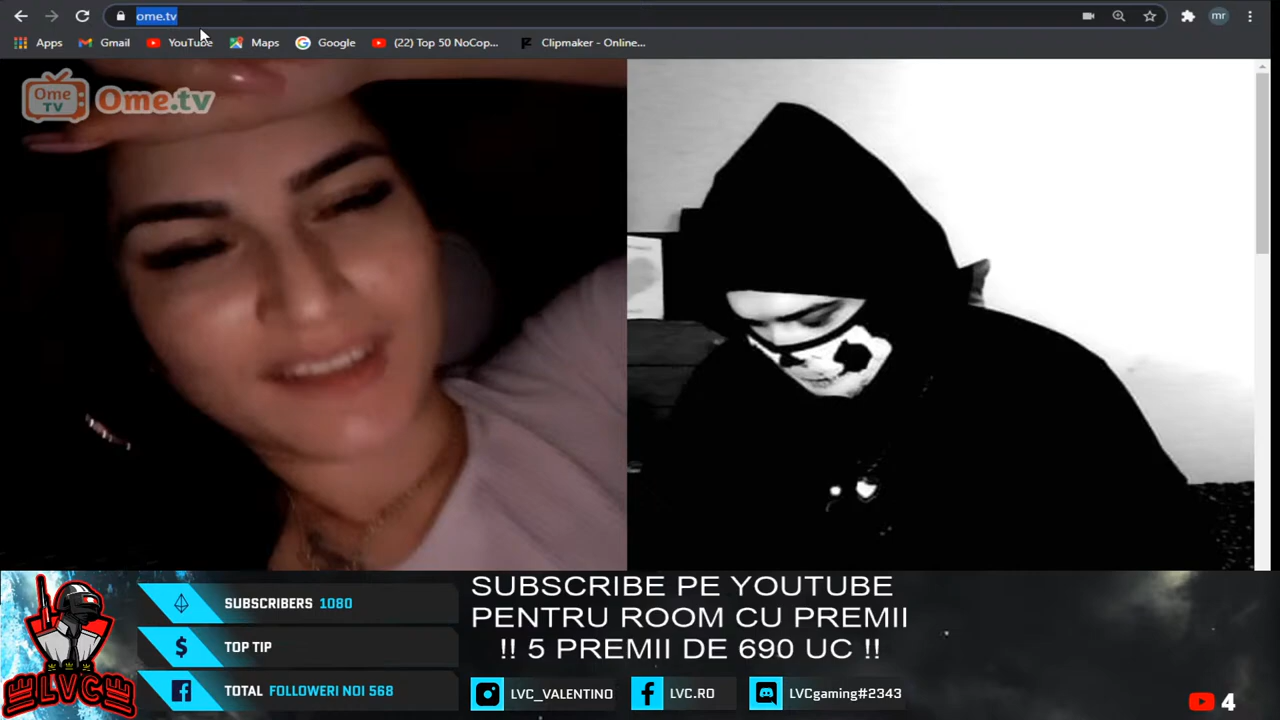 ome.tv
mr
Apps
Gmail
YouTube
Maps
Google
(22) Top 50 NoCop...
Clipmaker - Online...
Ome TV
Ome.tv
SUBSCRIBERS 1080
TOP TIP
TOTAL FOLLOWERI NOI 568
SUBSCRIBE PE YOUTUBE
PENTRU ROOM CU PREMII
!! 5 PREMII DE 690 UC !!
LVC_VALENTINO
LVC.RO
LVCgaming#2343
LVC
4